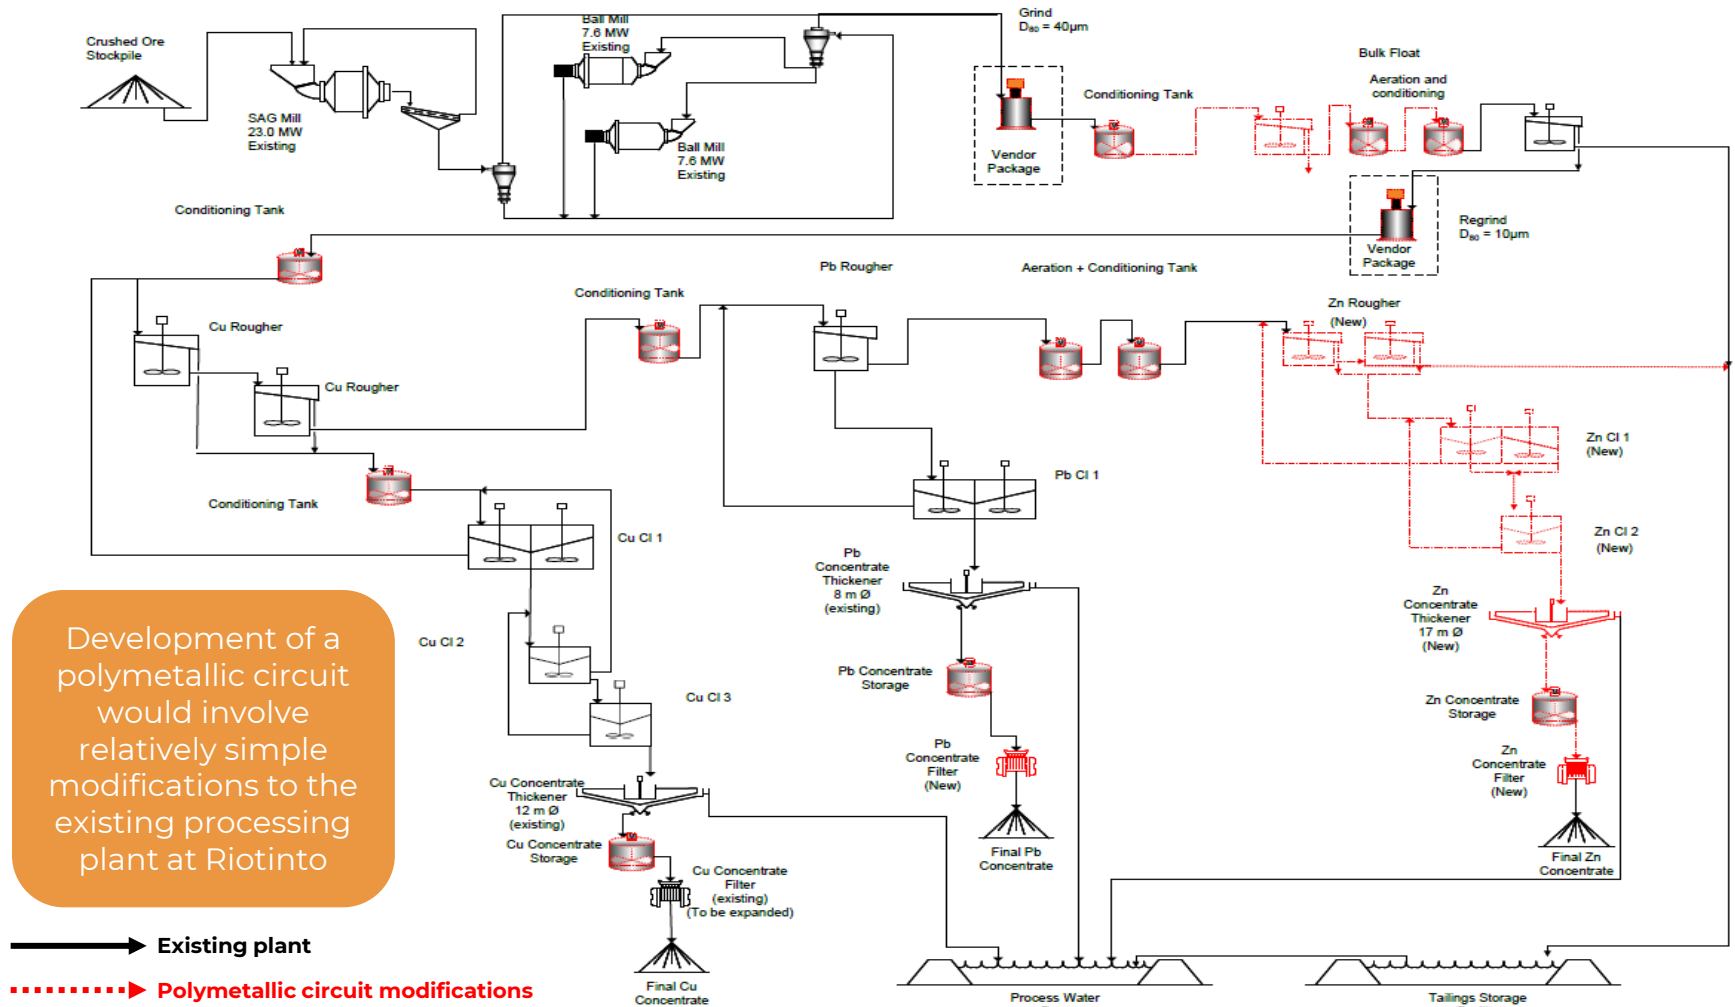 Crushed Ore
Stockpile
SAG Mill
23.0 MW
Existing
Ball Mill
7.6 MW
Existing
Ball Mill
7.6 MW
Existing
Grind
D₈₀ = 40µm
Vendor
Package
Conditioning Tank
Bulk Float
Aeration and
conditioning
Regrind
D₈₀ = 10µm
Vendor
Package
Conditioning Tank
Cu Rougher
Cu Rougher
Conditioning Tank
Pb Rougher
Aeration + Conditioning Tank
Zn Rougher
(New)
Zn Cl 1
(New)
Zn Cl 2
(New)
Conditioning Tank
Cu Cl 1
Pb Cl 1
Cu Cl 2
Cu Cl 3
Pb
Concentrate
Thickener
8 m Ø
(existing)
Zn
Concentrate
Thickener
17 m Ø
(New)
Pb Concentrate
Storage
Zn Concentrate
Storage
Pb
Concentrate
Filter
(New)
Zn
Concentrate
Filter
(New)
Cu Concentrate
Thickener
12 m Ø
(existing)
Cu Concentrate
Storage
Cu Concentrate
Filter
(existing)
(To be expanded)
Final Pb
Concentrate
Final Zn
Concentrate
Final Cu
Concentrate
Process Water
Tailings Storage
Development of a
polymetallic circuit
would involve
relatively simple
modifications to the
existing processing
plant at Riotinto
Existing plant
Polymetallic circuit modifications